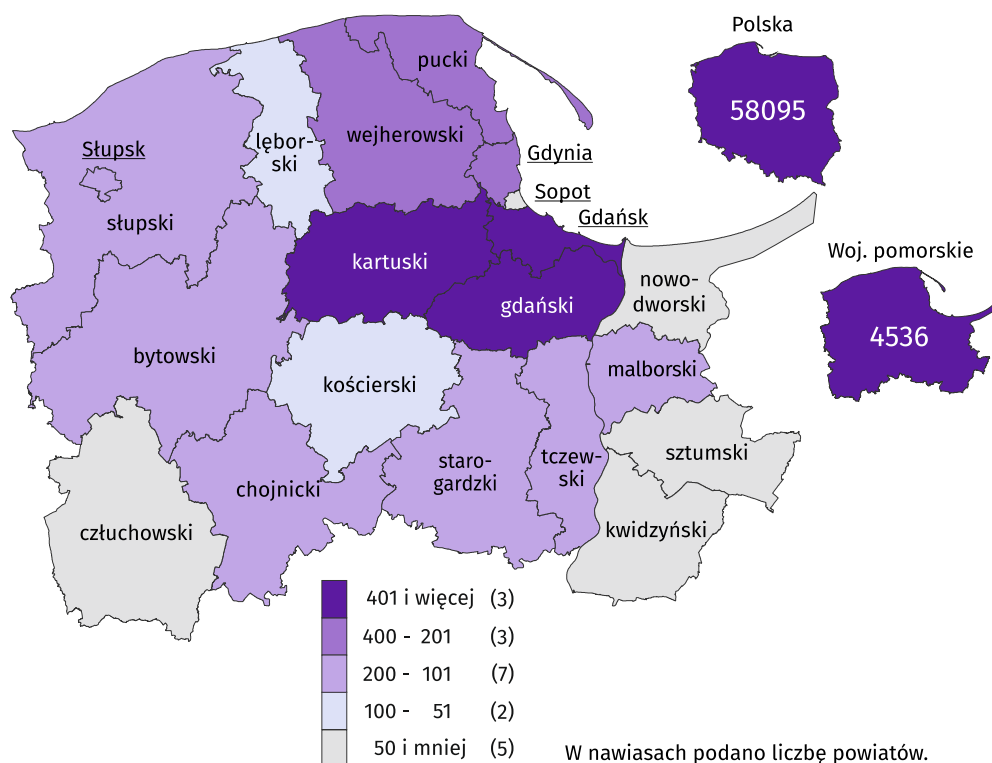 Polska
58095
pucki
wejherowski
lębor-
ski
Słupsk
Gdynia
Sopot
Gdańsk
słupski
kartuski
gdański
nowo-
dworski
Woj. pomorskie
4536
bytowski
kościerski
malborski
staro-
gardzki
tczew-
ski
sztumski
chojnicki
człuchowski
kwidzyński
401 i więcej (3)
400 - 201 (3)
200 - 101 (7)
100 - 51 (2)
50 i mniej (5)
W nawiasach podano liczbę powiatów.